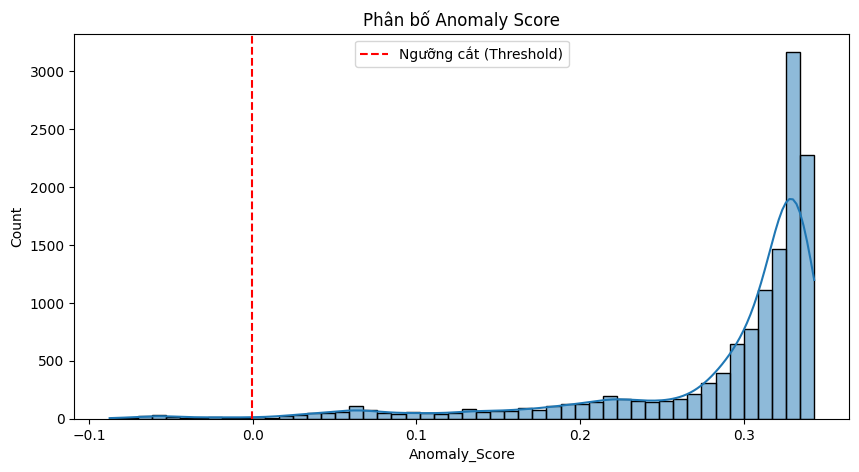 Phân bố Anomaly Score
Ngưỡng cắt (Threshold)
3000
2500
2000
1500
1000
500
0
Count
−0.1 0.0 0.1 0.2 0.3
Anomaly_Score